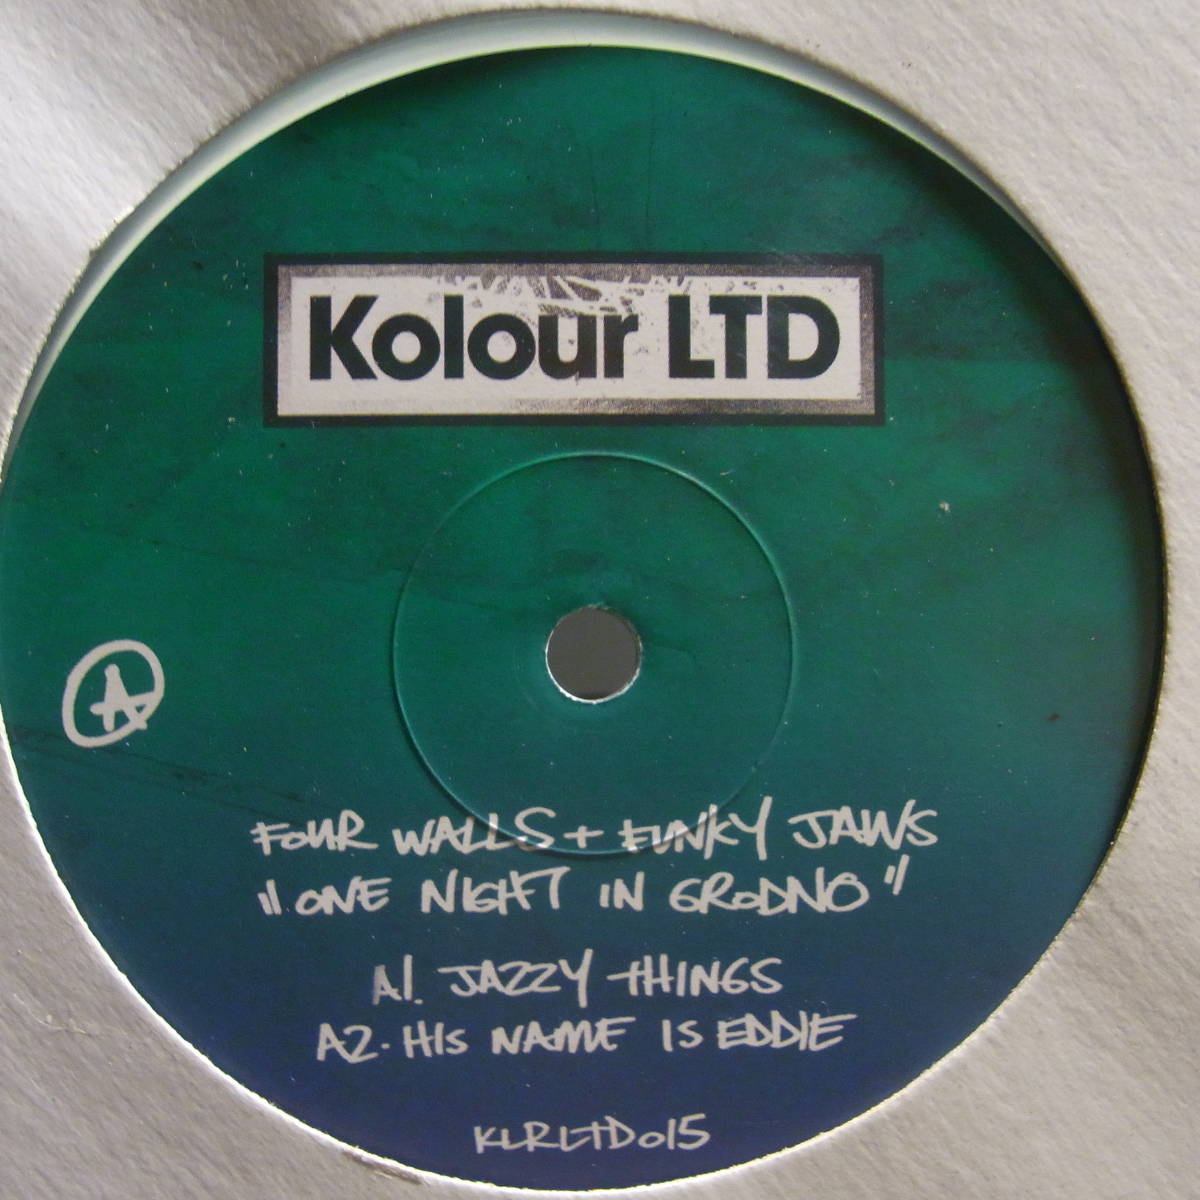 Kolour LTD
A
FOUR WALLS + FUNKY JAWS
"ONE NIGHT IN GRODNO"
A1. JAZZY THINGS
A2. HIS NAME IS EDDIE
KLRLTD015